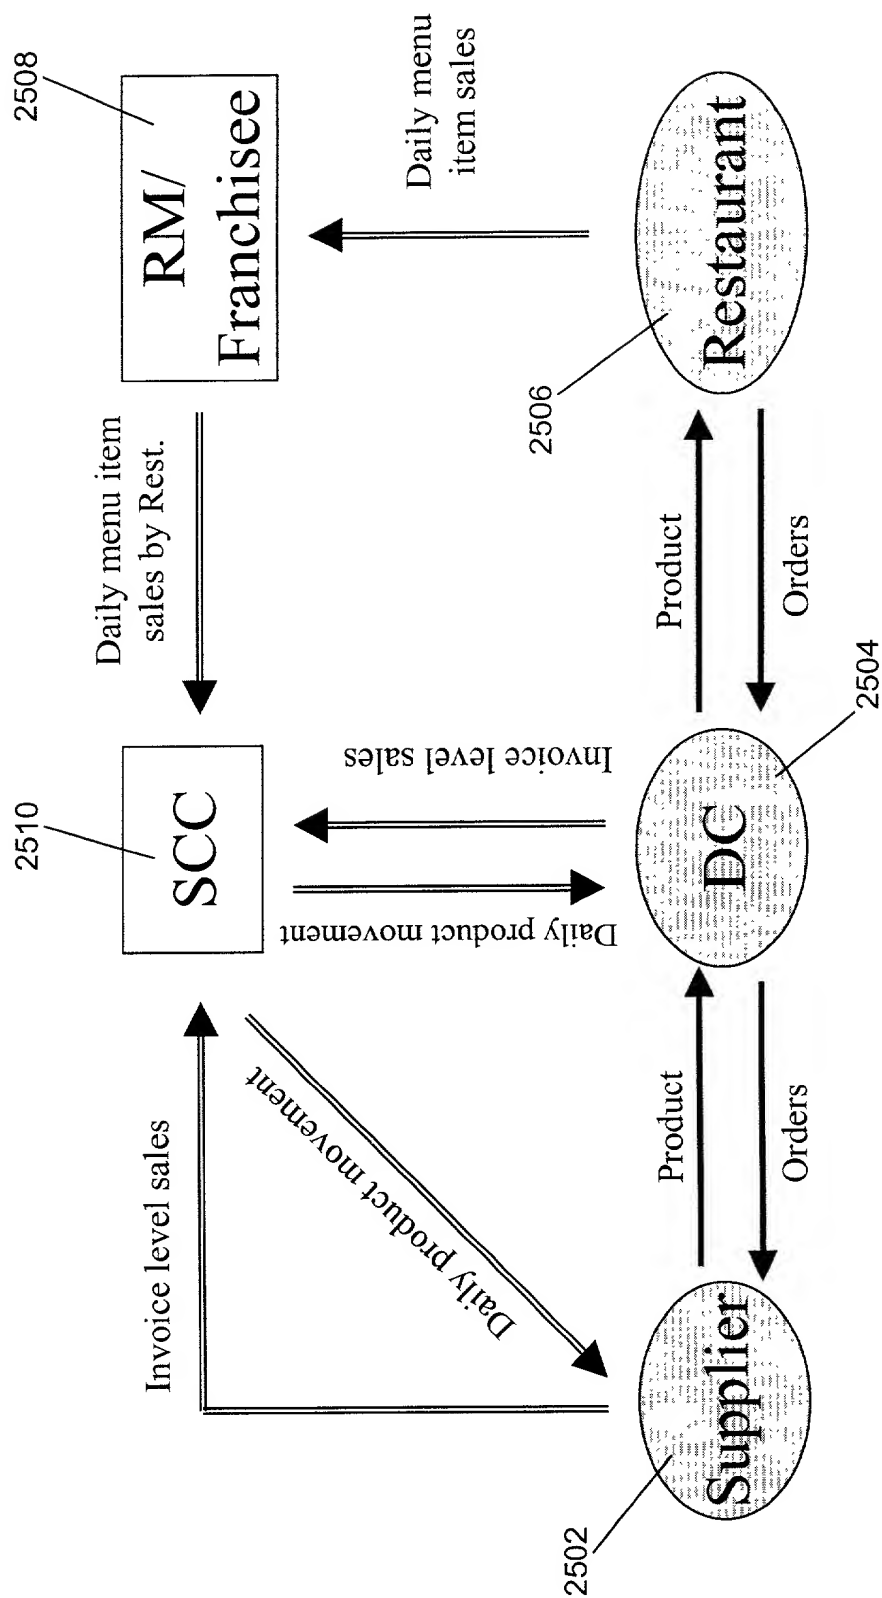 2510
2508
Invoice level sales
SCC
Daily menu item
sales by Rest.
RM/
Franchisee
Daily product movement
Daily product movement
Invoice level sales
Daily menu
item sales
2502
Supplier
Product
Orders
DC
2504
Product
Orders
2506
Restaurant